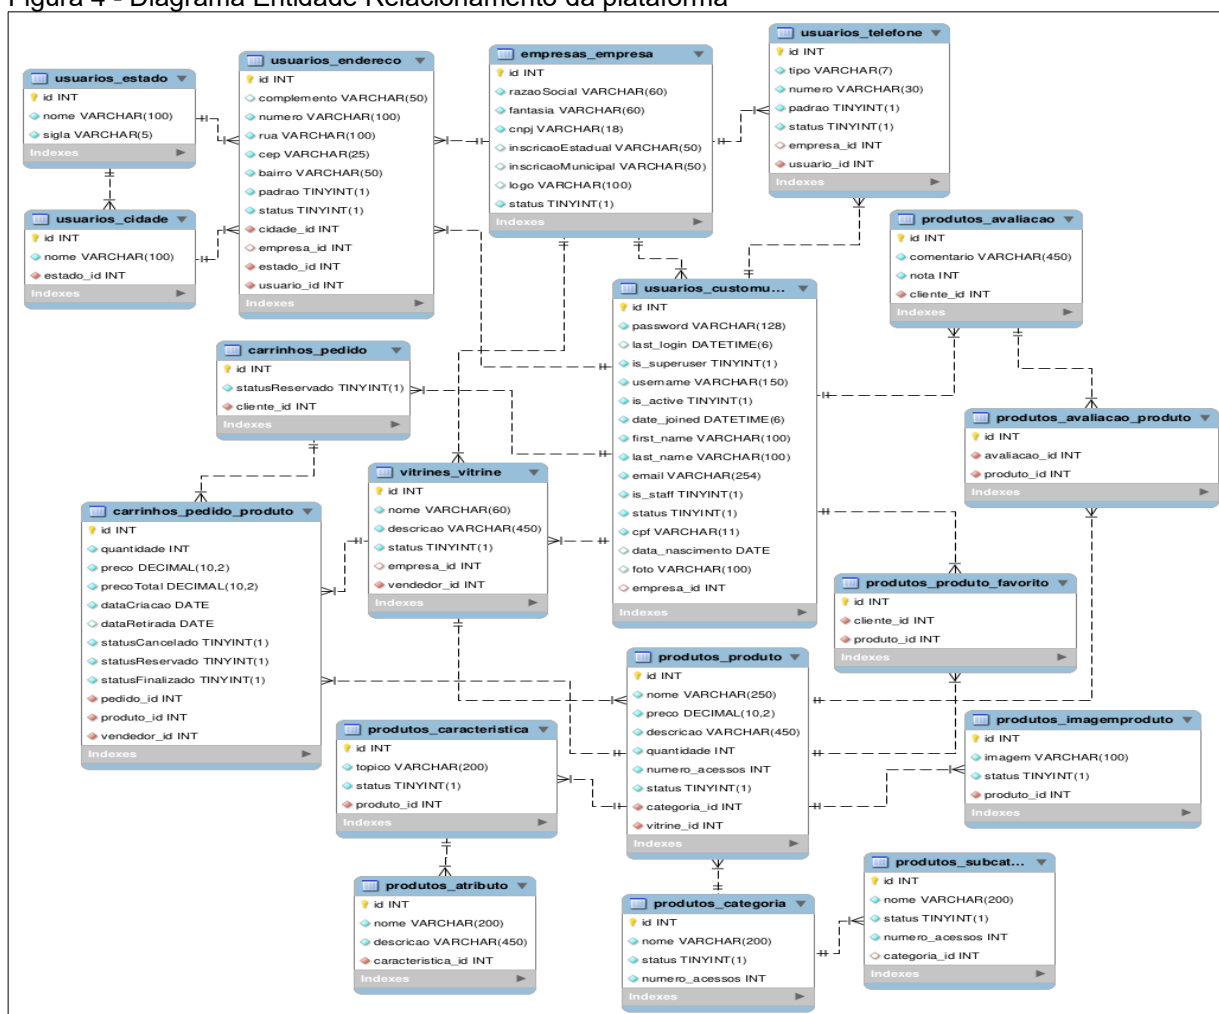 Figura 4 - Diagrama Entidade Relacionamento da plataforma
usuarios_estado
id INT
nome VARCHAR(100)
sigla VARCHAR(5)
Indexes
usuarios_cidade
id INT
nome VARCHAR(100)
estado_id INT
Indexes
usuarios_endereco
id INT
complemento VARCHAR(50)
numero VARCHAR(100)
rua VARCHAR(100)
cep VARCHAR(25)
bairro VARCHAR(50)
padrao TINYINT(1)
status TINYINT(1)
cidade_id INT
empresa_id INT
estado_id INT
usuario_id INT
Indexes
empresas_empresa
id INT
razaoSocial VARCHAR(60)
fantasia VARCHAR(60)
cnpj VARCHAR(18)
inscricaoEstadual VARCHAR(50)
inscricaoMunicipal VARCHAR(50)
logo VARCHAR(100)
status TINYINT(1)
Indexes
usuarios_telefone
id INT
tipo VARCHAR(7)
numero VARCHAR(30)
padrao TINYINT(1)
status TINYINT(1)
empresa_id INT
usuario_id INT
Indexes
produtos_avaliacao
id INT
comentario VARCHAR(450)
nota INT
cliente_id INT
Indexes
usuarios_customu...
id INT
password VARCHAR(128)
last_login DATETIME(6)
is_superuser TINYINT(1)
username VARCHAR(150)
is_active TINYINT(1)
date_joined DATETIME(6)
first_name VARCHAR(100)
last_name VARCHAR(100)
email VARCHAR(254)
is_staff TINYINT(1)
status TINYINT(1)
cpf VARCHAR(11)
data_nascimento DATE
foto VARCHAR(100)
empresa_id INT
Indexes
carrinhos_pedido
id INT
statusReservado TINYINT(1)
cliente_id INT
Indexes
produtos_avaliacao_produto
id INT
avaliacao_id INT
produto_id INT
Indexes
vitrines_vitrine
id INT
nome VARCHAR(60)
descricao VARCHAR(450)
status TINYINT(1)
empresa_id INT
vendedor_id INT
Indexes
carrinhos_pedido_produto
id INT
quantidade INT
preco DECIMAL(10,2)
precoTotal DECIMAL(10,2)
dataCriacao DATE
dataRetirada DATE
statusCancelado TINYINT(1)
statusReservado TINYINT(1)
statusFinalizado TINYINT(1)
pedido_id INT
produto_id INT
vendedor_id INT
Indexes
produtos_produto_favorito
id INT
cliente_id INT
produto_id INT
Indexes
produtos_produto
id INT
nome VARCHAR(250)
preco DECIMAL(10,2)
descricao VARCHAR(450)
quantidade INT
numero_acessos INT
status TINYINT(1)
categoria_id INT
vitrine_id INT
Indexes
produtos_imagemproduto
id INT
imagem VARCHAR(100)
status TINYINT(1)
produto_id INT
Indexes
produtos_caracteristica
id INT
topico VARCHAR(200)
status TINYINT(1)
produto_id INT
Indexes
produtos_atributo
id INT
nome VARCHAR(200)
descricao VARCHAR(450)
caracteristica_id INT
Indexes
produtos_categoria
id INT
nome VARCHAR(200)
status TINYINT(1)
numero_acessos INT
Indexes
produtos_subcat...
id INT
nome VARCHAR(200)
status TINYINT(1)
numero_acessos INT
categoria_id INT
Indexes